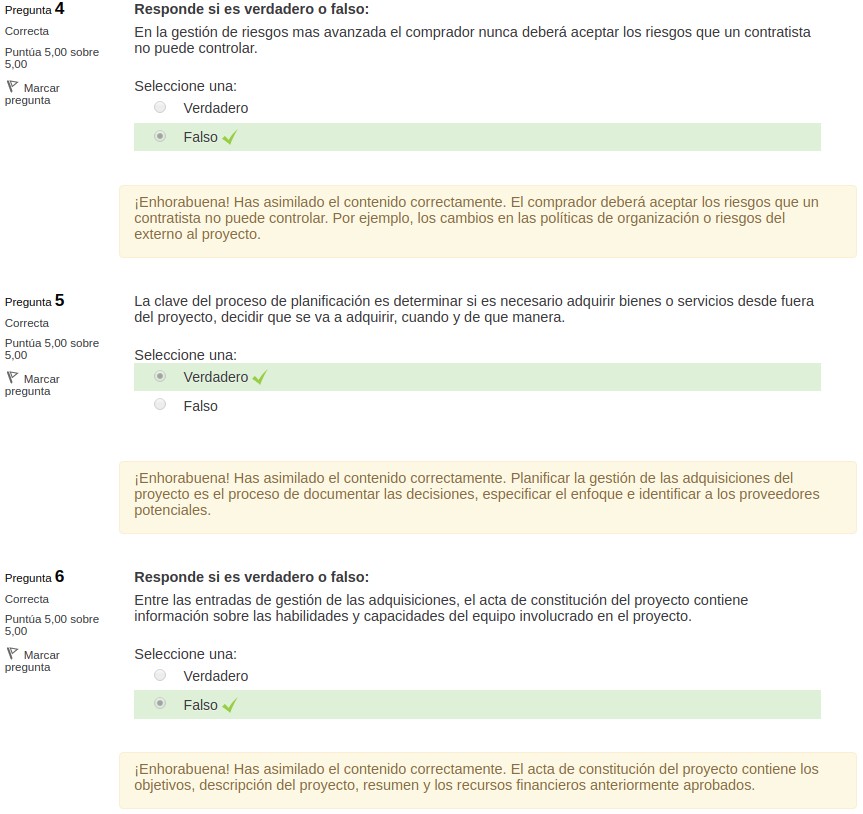 Pregunta 4
Correcta
Puntúa 5,00 sobre
5,00
Marcar
pregunta
Responde si es verdadero o falso:
En la gestión de riesgos mas avanzada el comprador nunca deberá aceptar los riesgos que un contratista
no puede controlar.
Seleccione una:
Verdadero
Falso
¡Enhorabuena! Has asimilado el contenido correctamente. El comprador deberá aceptar los riesgos que un
contratista no puede controlar. Por ejemplo, los cambios en las políticas de organización o riesgos del
externo al proyecto.
Pregunta 5
Correcta
Puntúa 5,00 sobre
5,00
Marcar
pregunta
La clave del proceso de planificación es determinar si es necesario adquirir bienes o servicios desde fuera
del proyecto, decidir que se va a adquirir, cuando y de que manera.
Seleccione una:
Verdadero
Falso
¡Enhorabuena! Has asimilado el contenido correctamente. Planificar la gestión de las adquisiciones del
proyecto es el proceso de documentar las decisiones, especificar el enfoque e identificar a los proveedores
potenciales.
Pregunta 6
Correcta
Puntúa 5,00 sobre
5,00
Marcar
pregunta
Responde si es verdadero o falso:
Entre las entradas de gestión de las adquisiciones, el acta de constitución del proyecto contiene
información sobre las habilidades y capacidades del equipo involucrado en el proyecto.
Seleccione una:
Verdadero
Falso
¡Enhorabuena! Has asimilado el contenido correctamente. El acta de constitución del proyecto contiene los
objetivos, descripción del proyecto, resumen y los recursos financieros anteriormente aprobados.